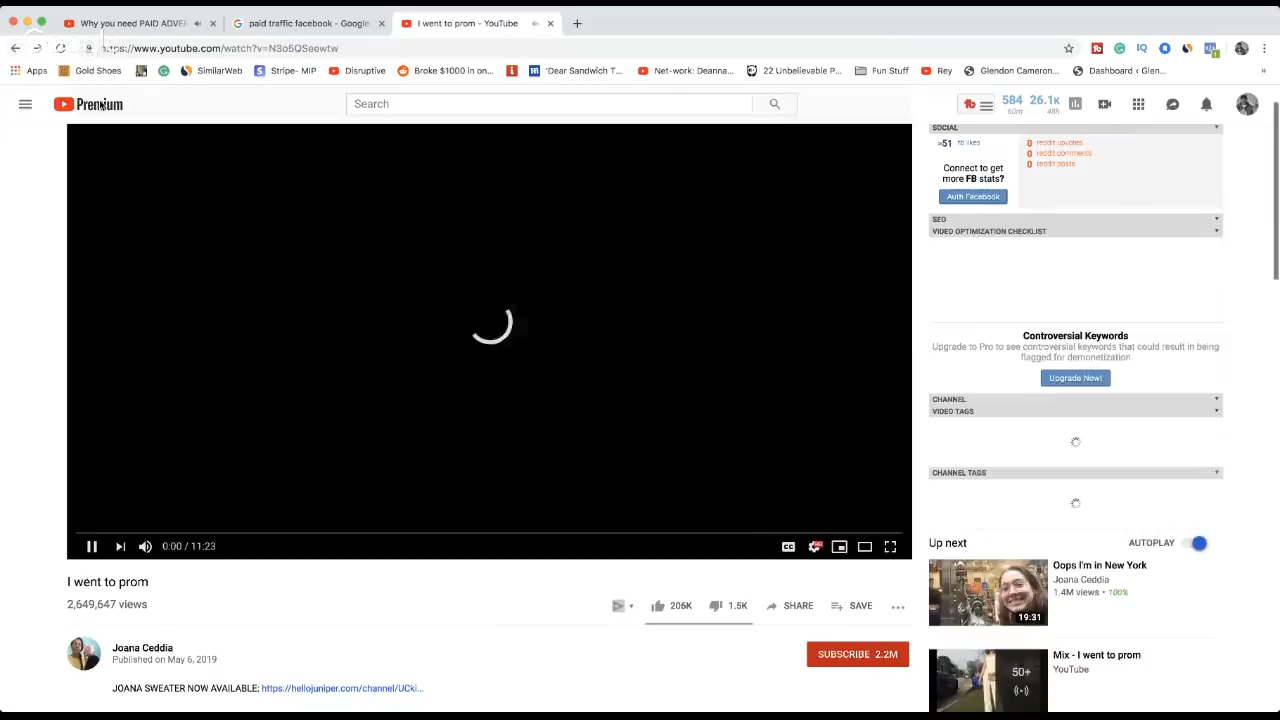 Why you need PAID ADVER
paid traffic facebook - Google
I went to prom - YouTube
https://www.youtube.com/watch?v=N3o5QSeewtw
Apps
Gold Shoes
SimilarWeb
Stripe- MIP
Disruptive
Broke $1000 in on...
'Dear Sandwich T...
Net-work: Deanna...
22 Unbelievable P...
Fun Stuff
Rey
Glendon Cameron...
Dashboard ‹ Glen...
Premium
Search
584 26.1K
60m 48h
SOCIAL
51 fb likes
Connect to get
more FB stats?
Auth Facebook
0 reddit upvotes
0 reddit comments
0 reddit posts
SEO
VIDEO OPTIMIZATION CHECKLIST
Controversial Keywords
Upgrade to Pro to see controversial keywords that could result in being
flagged for demonetization
Upgrade Now!
CHANNEL
VIDEO TAGS
CHANNEL TAGS
0:00 / 11:23
CC
I went to prom
2,649,647 views
206K
1.5K
SHARE
SAVE
Joana Ceddia
Published on May 6, 2019
SUBSCRIBE 2.2M
JOANA SWEATER NOW AVAILABLE: https://hellojuniper.com/channel/UCki...
Up next
AUTOPLAY
Oops I'm in New York
Joana Ceddia
1.4M views • 100%
19:31
Mix - I went to prom
YouTube
50+